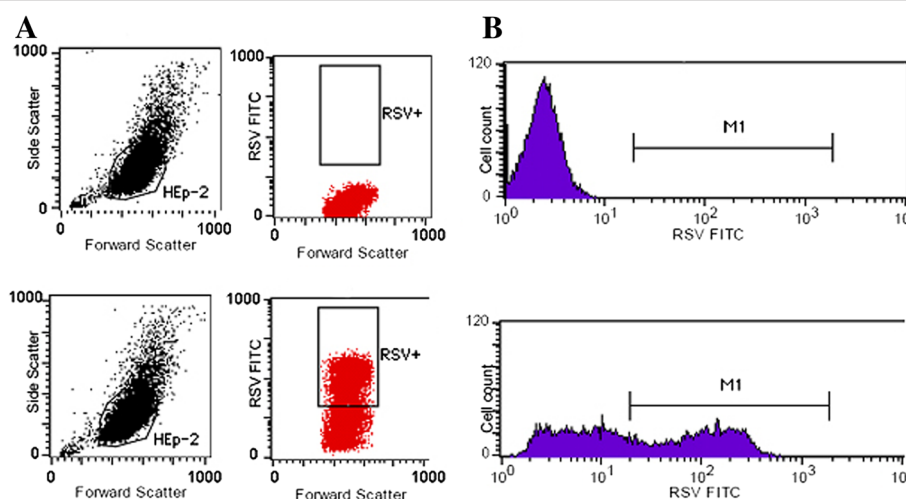 A
B
1000
Side Scatter
HEp-2
0
0
1000
Forward Scatter
1000
RSV FITC
RSV+
0
0
1000
Forward Scatter
120
Cell count
M1
0
10⁰
10¹
10²
10³
RSV FITC
1000
Side Scatter
HEp-2
0
0
1000
Forward Scatter
1000
RSV FITC
RSV+
0
0
1000
Forward Scatter
120
Cell count
M1
0
10⁰
10¹
10²
10³
RSV FITC